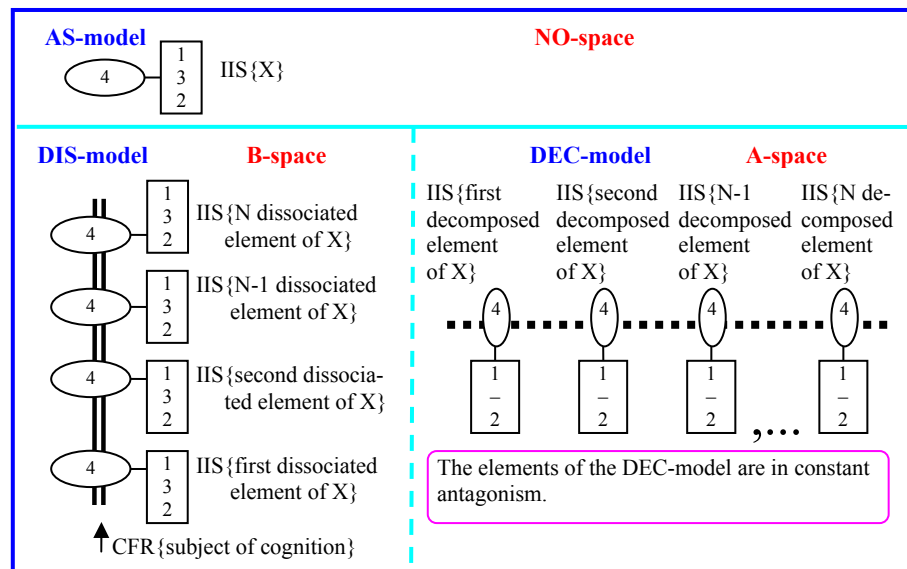 AS-model
NO-space
4
1
3
2
IIS{X}
DIS-model
B-space
4
1
3
2
IIS{N dissociated
element of X}
4
1
3
2
IIS{N-1 dissociated
element of X}
4
1
3
2
IIS{second dissocia-
ted element of X}
4
1
3
2
IIS{first dissociated
element of X}
CFR{subject of cognition}
DEC-model
A-space
IIS{first
decomposed
element
of X}
IIS{second
decomposed
element
of X}
IIS{N-1
decomposed
element
of X}
IIS{N de-
composed
element
of X}
4
4
4
4
1
–
2
1
–
2
1
–
2
,...
1
–
2
The elements of the DEC-model are in constant
antagonism.